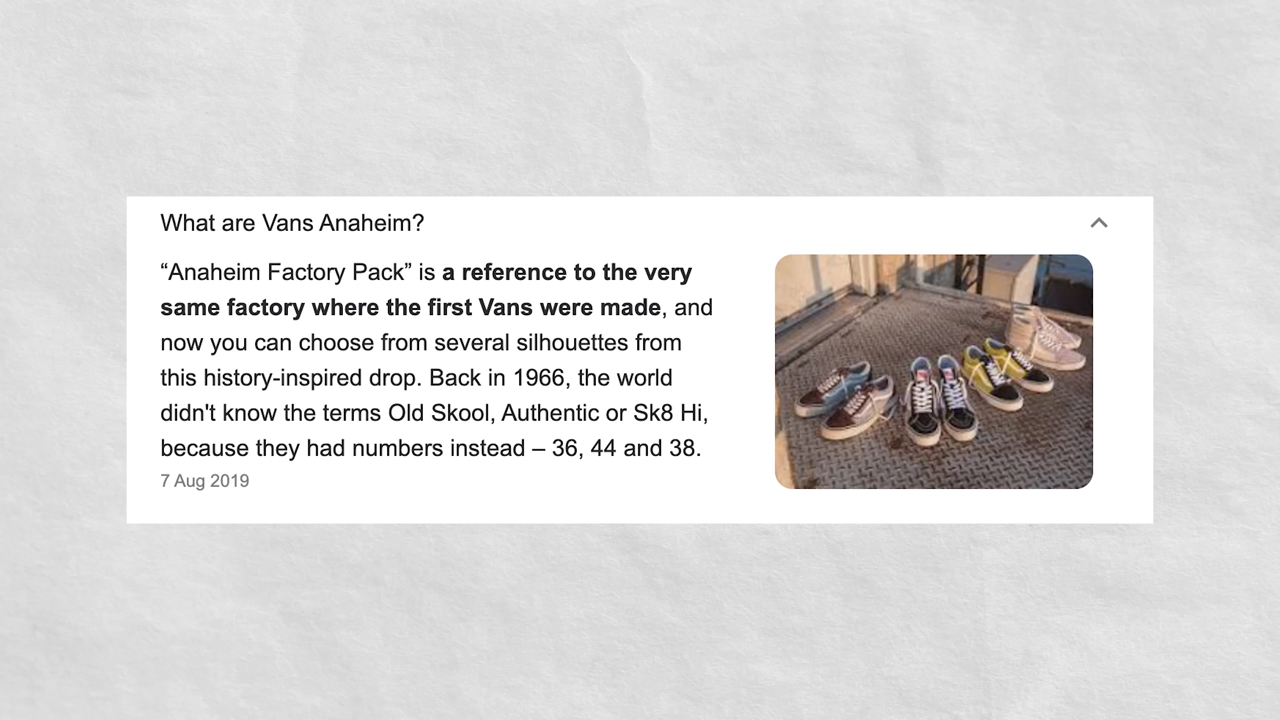 What are Vans Anaheim?
“Anaheim Factory Pack” is a reference to the very
same factory where the first Vans were made, and
now you can choose from several silhouettes from
this history-inspired drop. Back in 1966, the world
didn't know the terms Old Skool, Authentic or Sk8 Hi,
because they had numbers instead – 36, 44 and 38.
7 Aug 2019